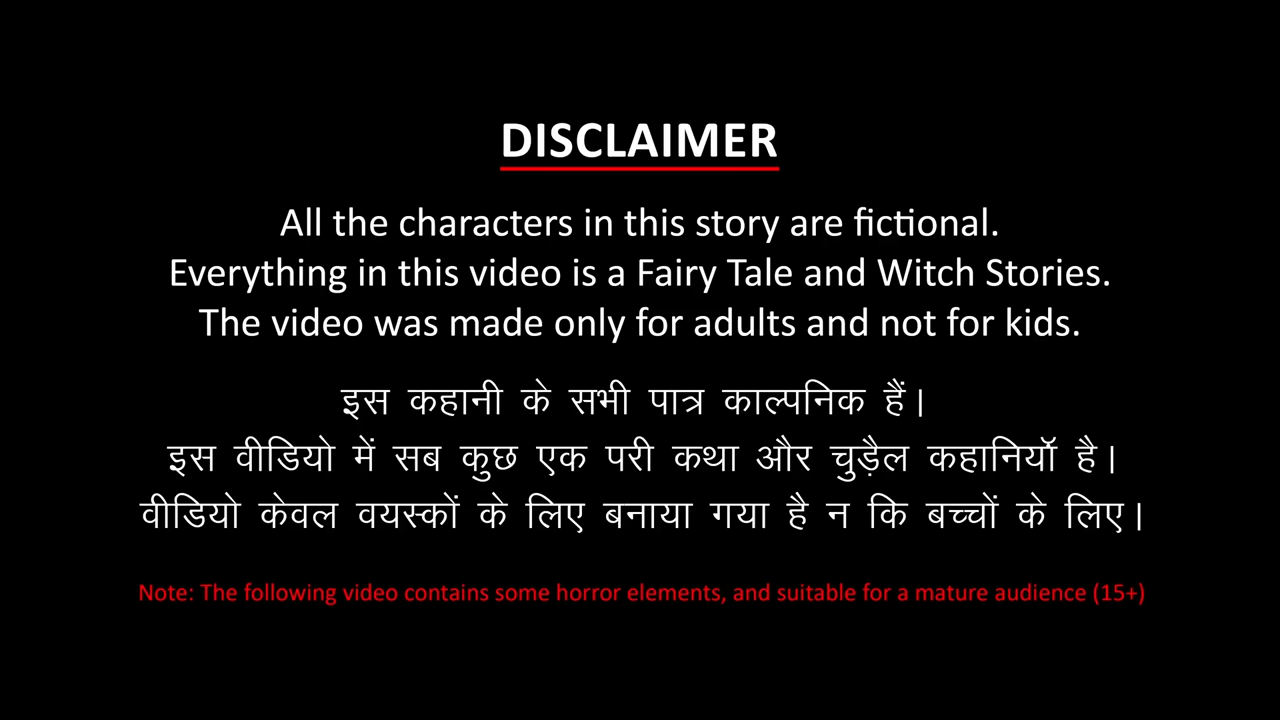 DISCLAIMER
All the characters in this story are fictional.
Everything in this video is a Fairy Tale and Witch Stories.
The video was made only for adults and not for kids.
इस कहानी के सभी पात्र काल्पनिक हैं।
इस वीडियो में सब कुछ एक परी कथा और चुड़ैल कहानियॉ है।
वीडियो केवल वयस्कों के लिए बनाया गया है न कि बच्चों के लिए।
Note: The following video contains some horror elements, and suitable for a mature audience (15+)